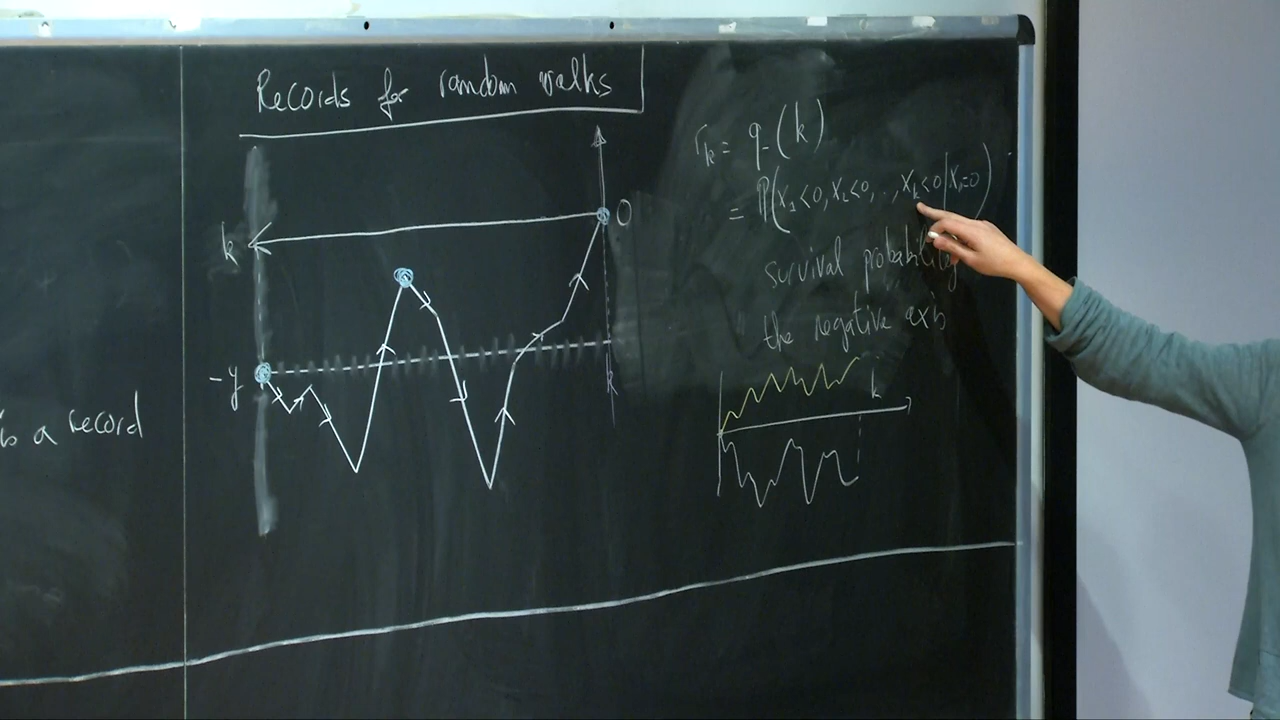 Records for random walks
k
0
-y
k
is a record
r_k = q_-(k)
= P(X_1<0, X_2<0, .., X_k<0 | X_0=0)
survival probability
the negative axis
k